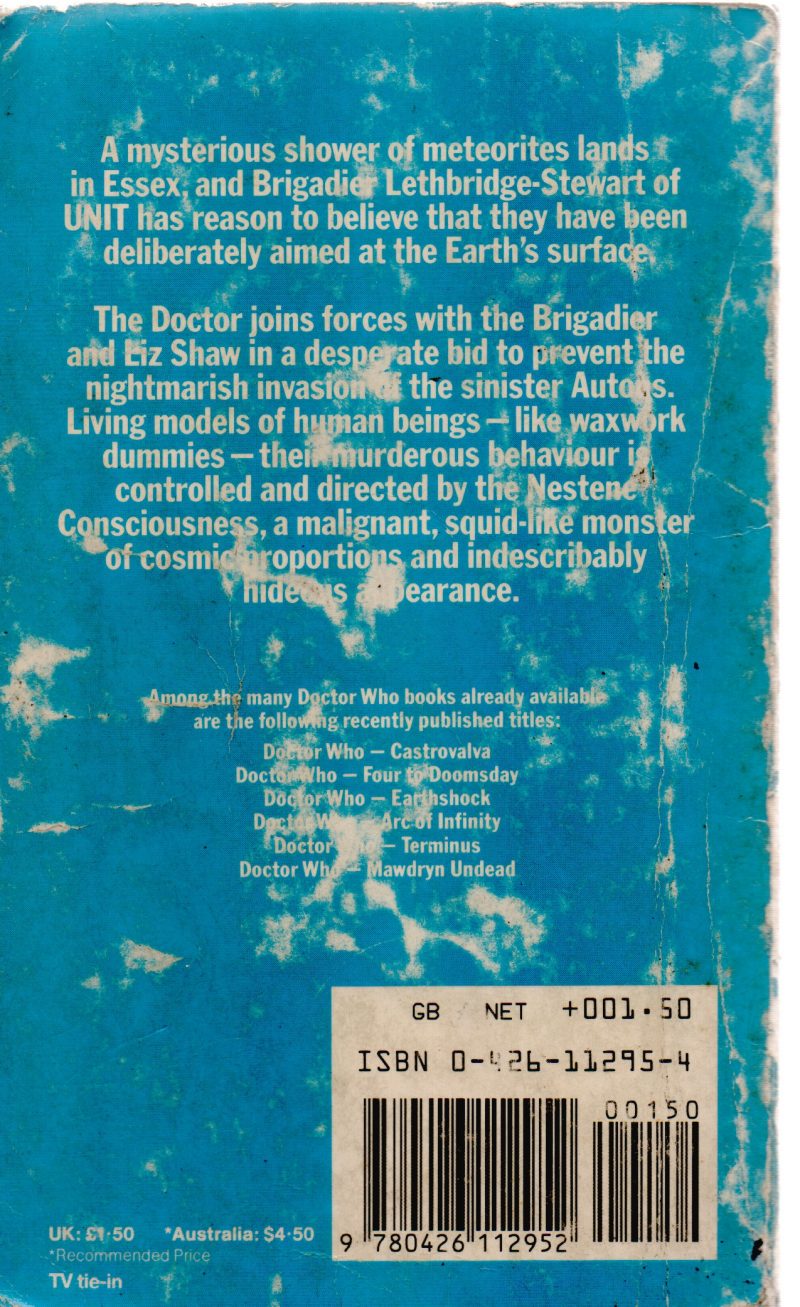 A mysterious shower of meteorites lands
in Essex, and Brigadier Lethbridge-Stewart of
UNIT has reason to believe that they have been
deliberately aimed at the Earth's surface.
The Doctor joins forces with the Brigadier
and Liz Shaw in a desperate bid to prevent the
nightmarish invasion of the sinister Autons.
Living models of human beings — like waxwork
dummies — their murderous behaviour is
controlled and directed by the Nestene
Consciousness, a malignant, squid-like monster
of cosmic proportions and indescribably
hideous appearance.
Among the many Doctor Who books already available
are the following recently published titles:
Doctor Who — Castrovalva
Doctor Who — Four to Doomsday
Doctor Who — Earthshock
Doctor Who — Arc of Infinity
Doctor Who — Terminus
Doctor Who — Mawdryn Undead
GB NET +001·50
ISBN 0-426-11295-4
00150
9 780426 112952
UK: £1·50 *Australia: $4·50
*Recommended Price
TV tie-in